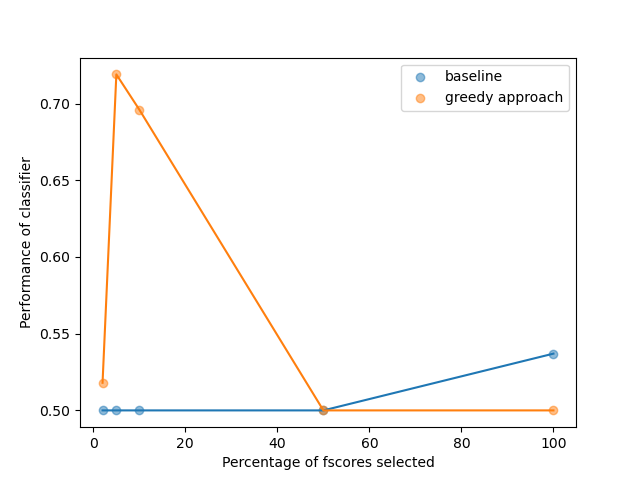 baseline
greedy approach
0.70
0.65
0.60
0.55
0.50
Performance of classifier
0
20
40
60
80
100
Percentage of fscores selected